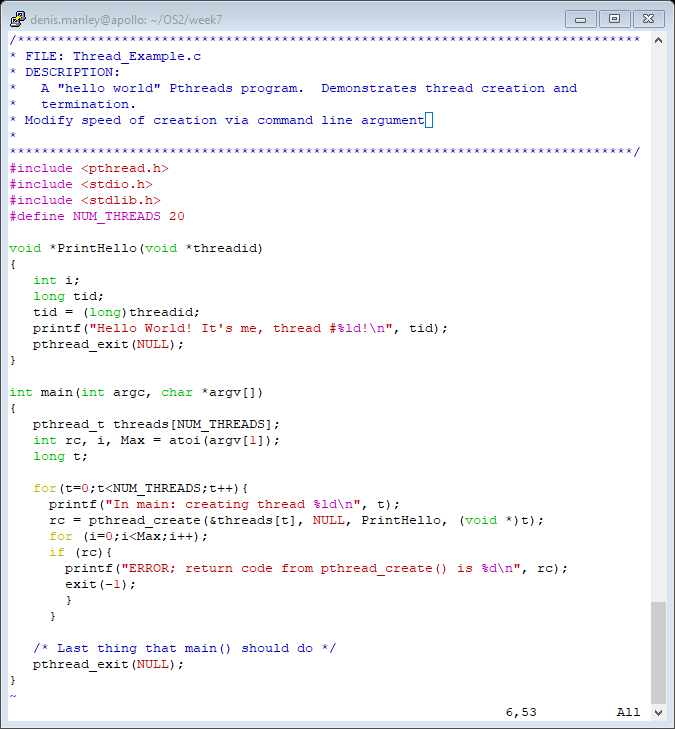 denis.manley@apollo: ~/OS2/week7
/******************************************************************************
* FILE: Thread_Example.c
* DESCRIPTION:
*   A "hello world" Pthreads program.  Demonstrates thread creation and
*   termination.
* Modify speed of creation via command line argument
*
******************************************************************************/
#include <pthread.h>
#include <stdio.h>
#include <stdlib.h>
#define NUM_THREADS 20

void *PrintHello(void *threadid)
{
   int i;
   long tid;
   tid = (long)threadid;
   printf("Hello World! It's me, thread #%ld!\n", tid);
   pthread_exit(NULL);
}

int main(int argc, char *argv[])
{
   pthread_t threads[NUM_THREADS];
   int rc, i, Max = atoi(argv[1]);
   long t;

   for(t=0;t<NUM_THREADS;t++){
     printf("In main: creating thread %ld\n", t);
     rc = pthread_create(&threads[t], NULL, PrintHello, (void *)t);
     for (i=0;i<Max;i++);
     if (rc){
       printf("ERROR; return code from pthread_create() is %d\n", rc);
       exit(-1);
       }
     }

   /* Last thing that main() should do */
   pthread_exit(NULL);
}
~
6,53 All